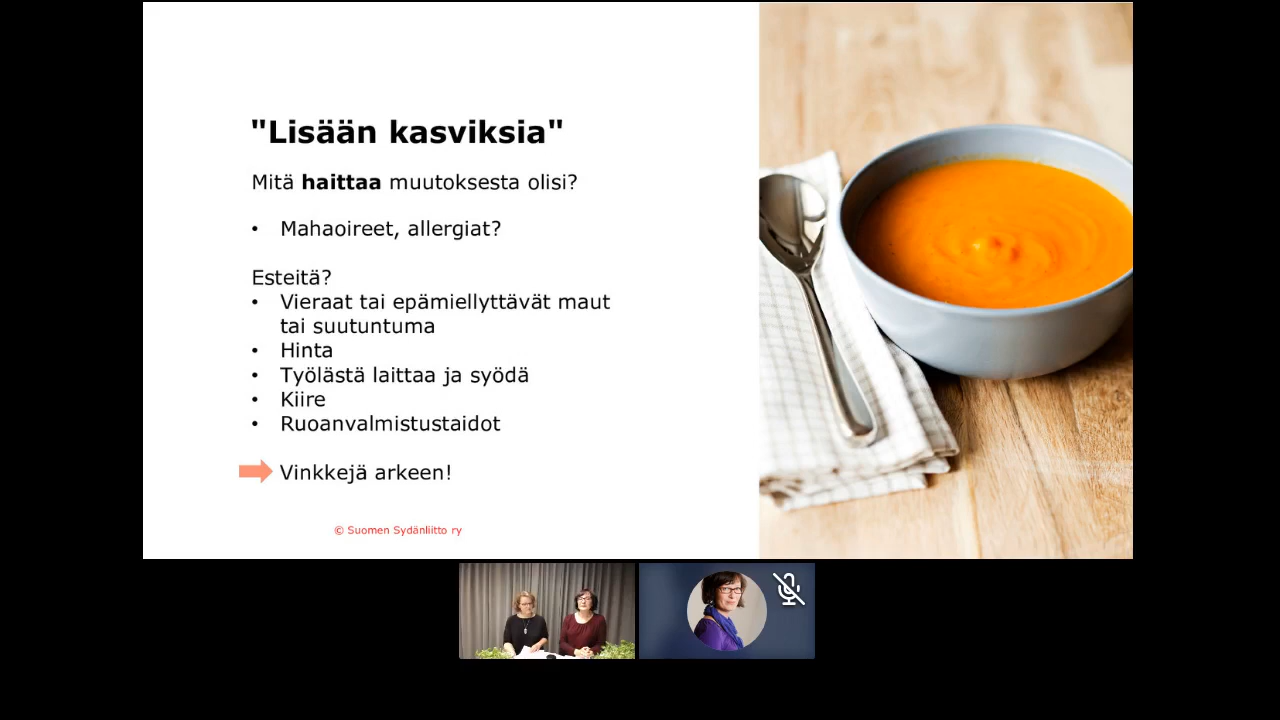 "Lisään kasviksia"
Mitä haittaa muutoksesta olisi?
• Mahaoireet, allergiat?
Esteitä?
• Vieraat tai epämiellyttävät maut
tai suutuntuma
• Hinta
• Työlästä laittaa ja syödä
• Kiire
• Ruoanvalmistustaidot
Vinkkejä arkeen!
© Suomen Sydänliitto ry